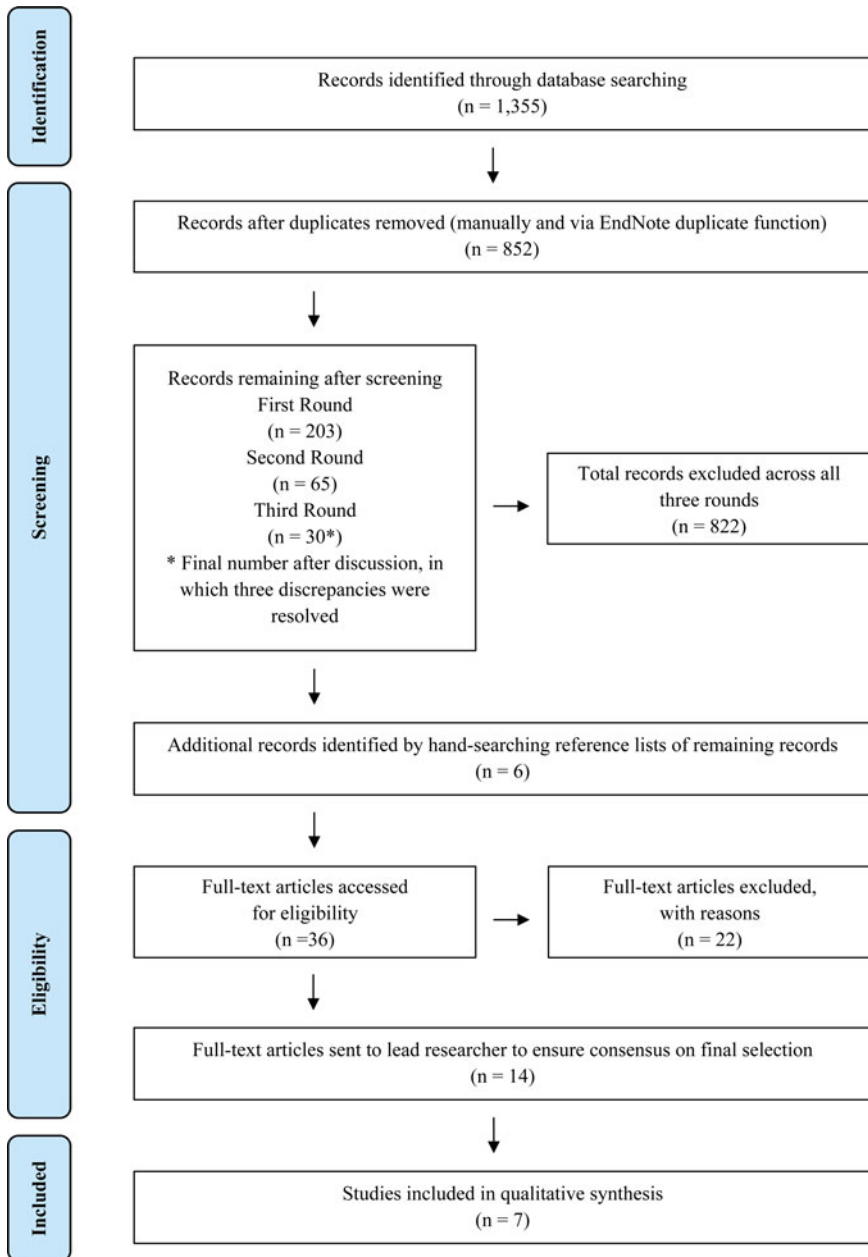 Identification
Records identified through database searching
(n = 1,355)
Screening
Records after duplicates removed (manually and via EndNote duplicate function)
(n = 852)
Records remaining after screening
First Round
(n = 203)
Second Round
(n = 65)
Third Round
(n = 30*)
* Final number after discussion, in
which three discrepancies were
resolved
Total records excluded across all
three rounds
(n = 822)
Additional records identified by hand-searching reference lists of remaining records
(n = 6)
Eligibility
Full-text articles accessed
for eligibility
(n =36)
Full-text articles excluded,
with reasons
(n = 22)
Full-text articles sent to lead researcher to ensure consensus on final selection
(n = 14)
Included
Studies included in qualitative synthesis
(n = 7)